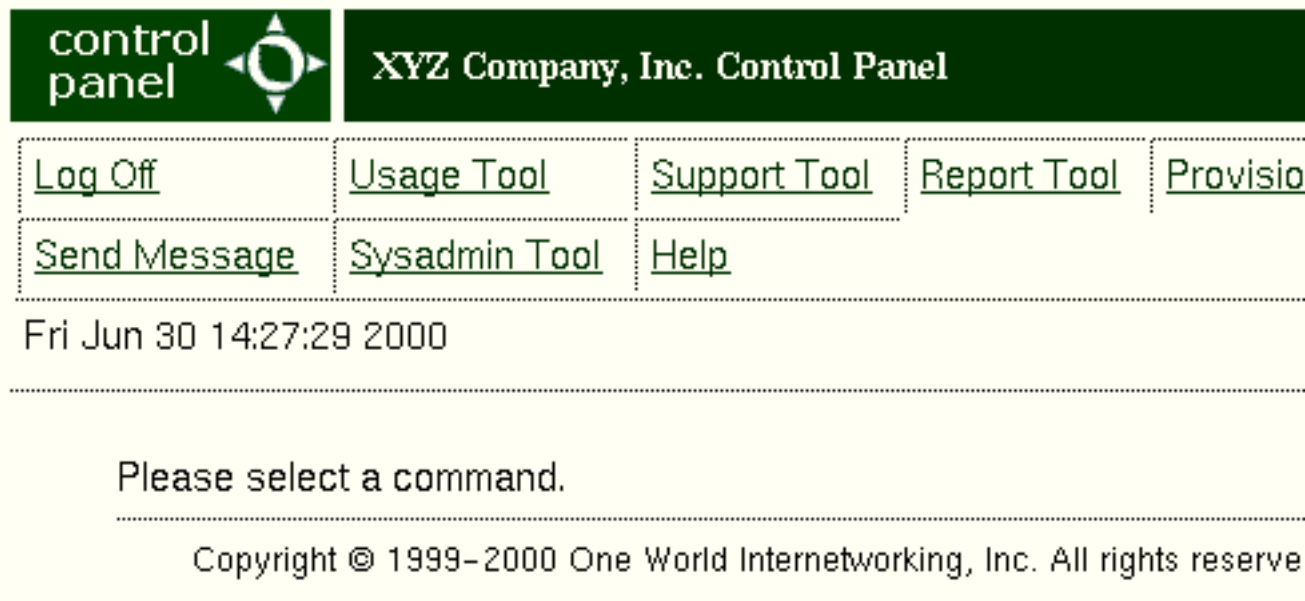 control
panel
XYZ Company, Inc. Control Panel
Log Off Usage Tool Support Tool Report Tool Provisio
Send Message Sysadmin Tool Help
Fri Jun 30 14:27:29 2000
Please select a command.
Copyright © 1999-2000 One World Internetworking, Inc. All rights reserve